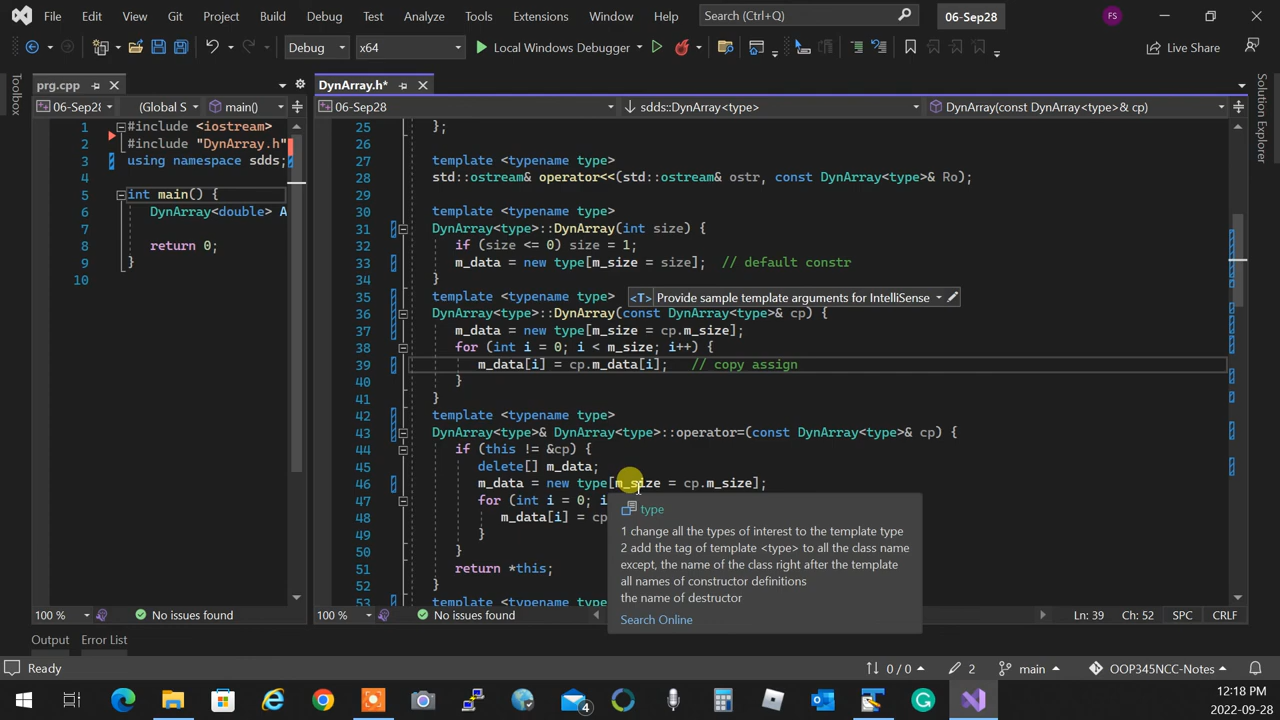 File Edit View Git Project Build Debug Test Analyze Tools Extensions Window Help Search (Ctrl+Q) 06-Sep28 FS
Debug x64 Local Windows Debugger Live Share
Toolbox
prg.cpp
06-Sep28 (Global S main()
1 #include <iostream>
2 #include "DynArray.h"
3 using namespace sdds;
4
5 int main() {
6 DynArray<double> A
7
8 return 0;
9 }
10
100 % No issues found
DynArray.h*
06-Sep28 sdds::DynArray<type> DynArray(const DynArray<type>& cp)
25 };
26
27 template <typename type>
28 std::ostream& operator<<(std::ostream& ostr, const DynArray<type>& Ro);
29
30 template <typename type>
31 DynArray<type>::DynArray(int size) {
32 if (size <= 0) size = 1;
33 m_data = new type[m_size = size]; // default constr
34 }
35 template <typename type>
<T> Provide sample template arguments for IntelliSense
36 DynArray<type>::DynArray(const DynArray<type>& cp) {
37 m_data = new type[m_size = cp.m_size];
38 for (int i = 0; i < m_size; i++) {
39 m_data[i] = cp.m_data[i]; // copy assign
40 }
41 }
42 template <typename type>
43 DynArray<type>& DynArray<type>::operator=(const DynArray<type>& cp) {
44 if (this != &cp) {
45 delete[] m_data;
46 m_data = new type[m_size = cp.m_size];
47 for (int i = 0; i
48 m_data[i] = cp
49 }
50 }
51 return *this;
52 }
53 template <typename t
type
1 change all the types of interest to the template type
2 add the tag of template <type> to all the class name
except, the name of the class right after the template
all names of constructor definitions
the name of destructor
Search Online
100 % No issues found Ln: 39 Ch: 52 SPC CRLF
Solution Explorer
Output Error List
Ready 0 / 0 2 main OOP345NCC-Notes
4
12:18 PM
2022-09-28